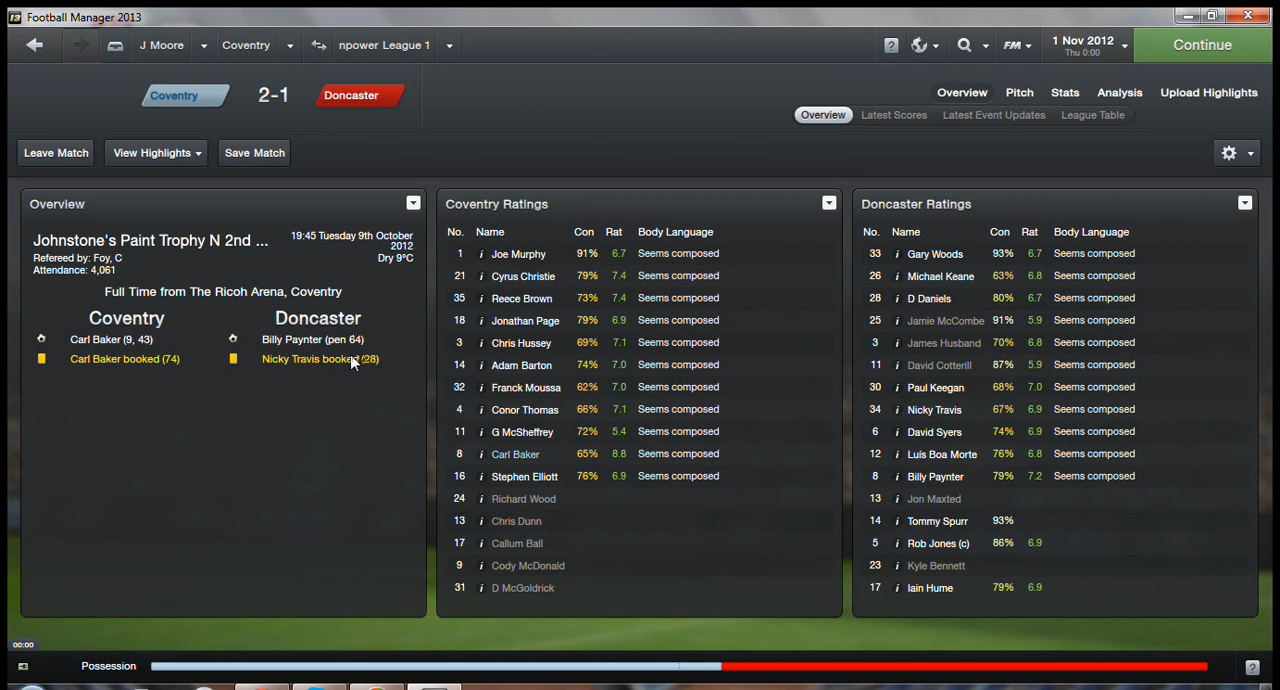 Football Manager 2013
J Moore Coventry npower League 1 1 Nov 2012 Continue
Thu 0:00
Coventry 2-1 Doncaster
Overview Pitch Stats Analysis Upload Highlights
Overview Latest Scores Latest Event Updates League Table
Leave Match View Highlights Save Match
Overview
Johnstone's Paint Trophy N 2nd ... 19:45 Tuesday 9th October
2012
Refereed by: Foy, C Dry 9°C
Attendance: 4,061
Full Time from The Ricoh Arena, Coventry
Coventry Doncaster
Carl Baker (9, 43) Billy Paynter (pen 64)
Carl Baker booked (74) Nicky Travis booked (28)
Coventry Ratings
No. Name Con Rat Body Language
1 i Joe Murphy 91% 6.7 Seems composed
21 i Cyrus Christie 79% 7.4 Seems composed
35 i Reece Brown 73% 7.4 Seems composed
18 i Jonathan Page 79% 6.9 Seems composed
3 i Chris Hussey 69% 7.1 Seems composed
14 i Adam Barton 74% 7.0 Seems composed
32 i Franck Moussa 62% 7.0 Seems composed
4 i Conor Thomas 66% 7.1 Seems composed
11 i G McSheffrey 72% 5.4 Seems composed
8 i Carl Baker 65% 8.8 Seems composed
16 i Stephen Elliott 76% 6.9 Seems composed
24 i Richard Wood
13 i Chris Dunn
17 i Callum Ball
9 i Cody McDonald
31 i D McGoldrick
Doncaster Ratings
No. Name Con Rat Body Language
33 i Gary Woods 93% 6.7 Seems composed
26 i Michael Keane 63% 6.8 Seems composed
28 i D Daniels 80% 6.7 Seems composed
25 i Jamie McCombe 91% 5.9 Seems composed
3 i James Husband 70% 6.8 Seems composed
11 i David Cotterill 87% 5.9 Seems composed
30 i Paul Keegan 68% 7.0 Seems composed
34 i Nicky Travis 67% 6.9 Seems composed
6 i David Syers 74% 6.9 Seems composed
12 i Luís Boa Morte 76% 6.8 Seems composed
8 i Billy Paynter 79% 7.2 Seems composed
13 i Jon Maxted
14 i Tommy Spurr 93%
5 i Rob Jones (c) 86% 6.9
23 i Kyle Bennett
17 i Iain Hume 79% 6.9
00:00
Possession